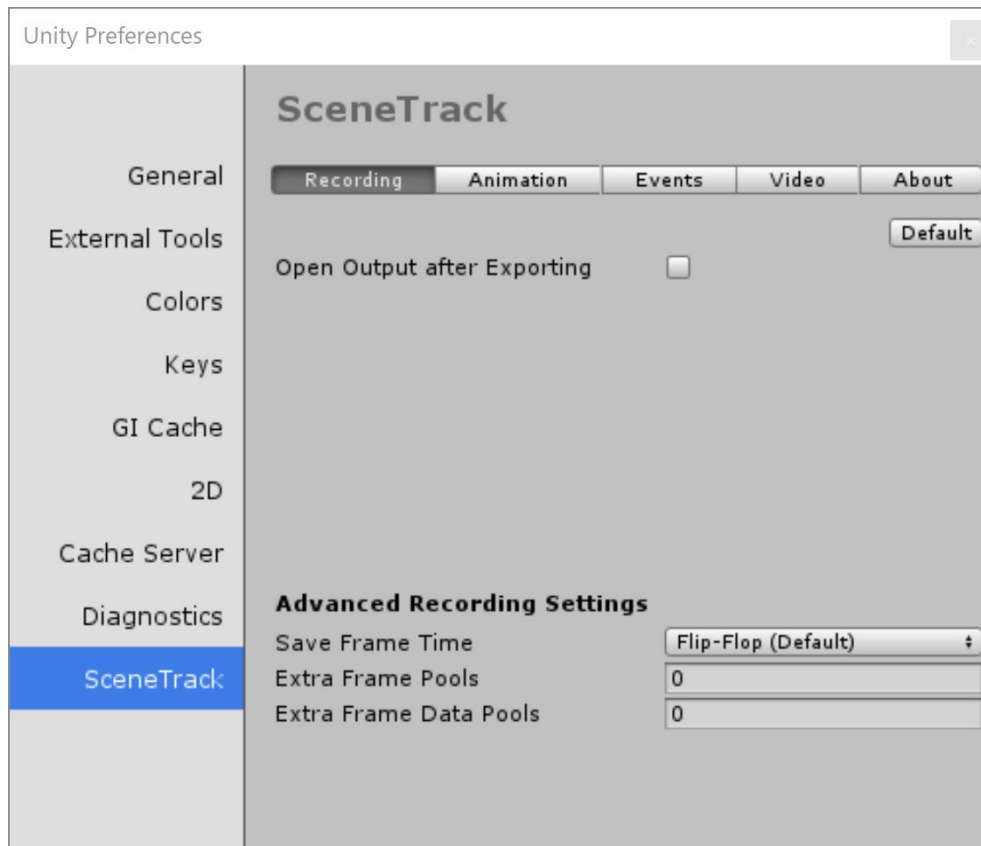 Unity Preferences
SceneTrack
General
External Tools
Colors
Keys
GI Cache
2D
Cache Server
Diagnostics
SceneTrack
Recording Animation Events Video About
Default
Open Output after Exporting
Advanced Recording Settings
Save Frame Time Flip-Flop (Default)
Extra Frame Pools 0
Extra Frame Data Pools 0